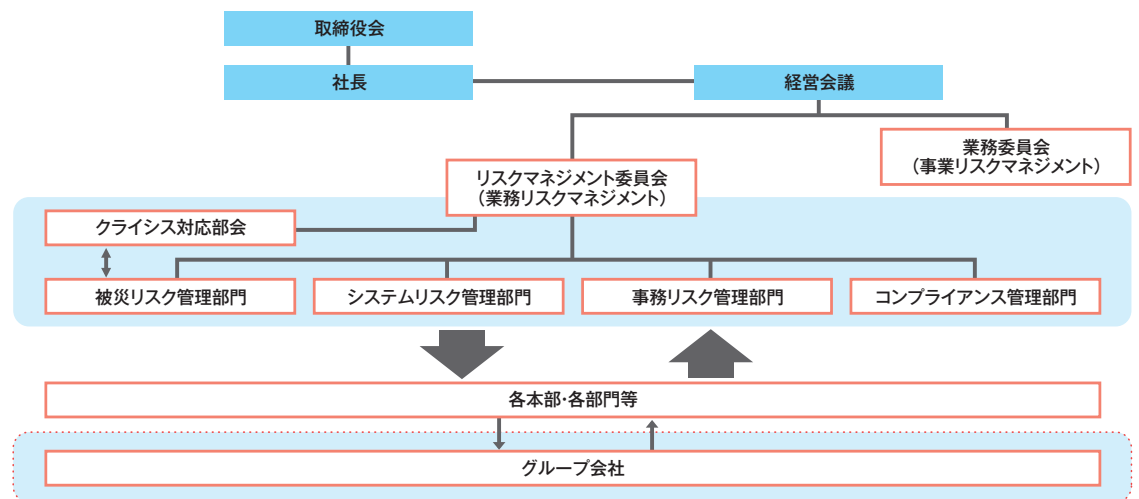 取締役会
社長
経営会議
業務委員会
（事業リスクマネジメント）
リスクマネジメント委員会
（業務リスクマネジメント）
クライシス対応部会
被災リスク管理部門
システムリスク管理部門
事務リスク管理部門
コンプライアンス管理部門
各本部・各部門等
グループ会社